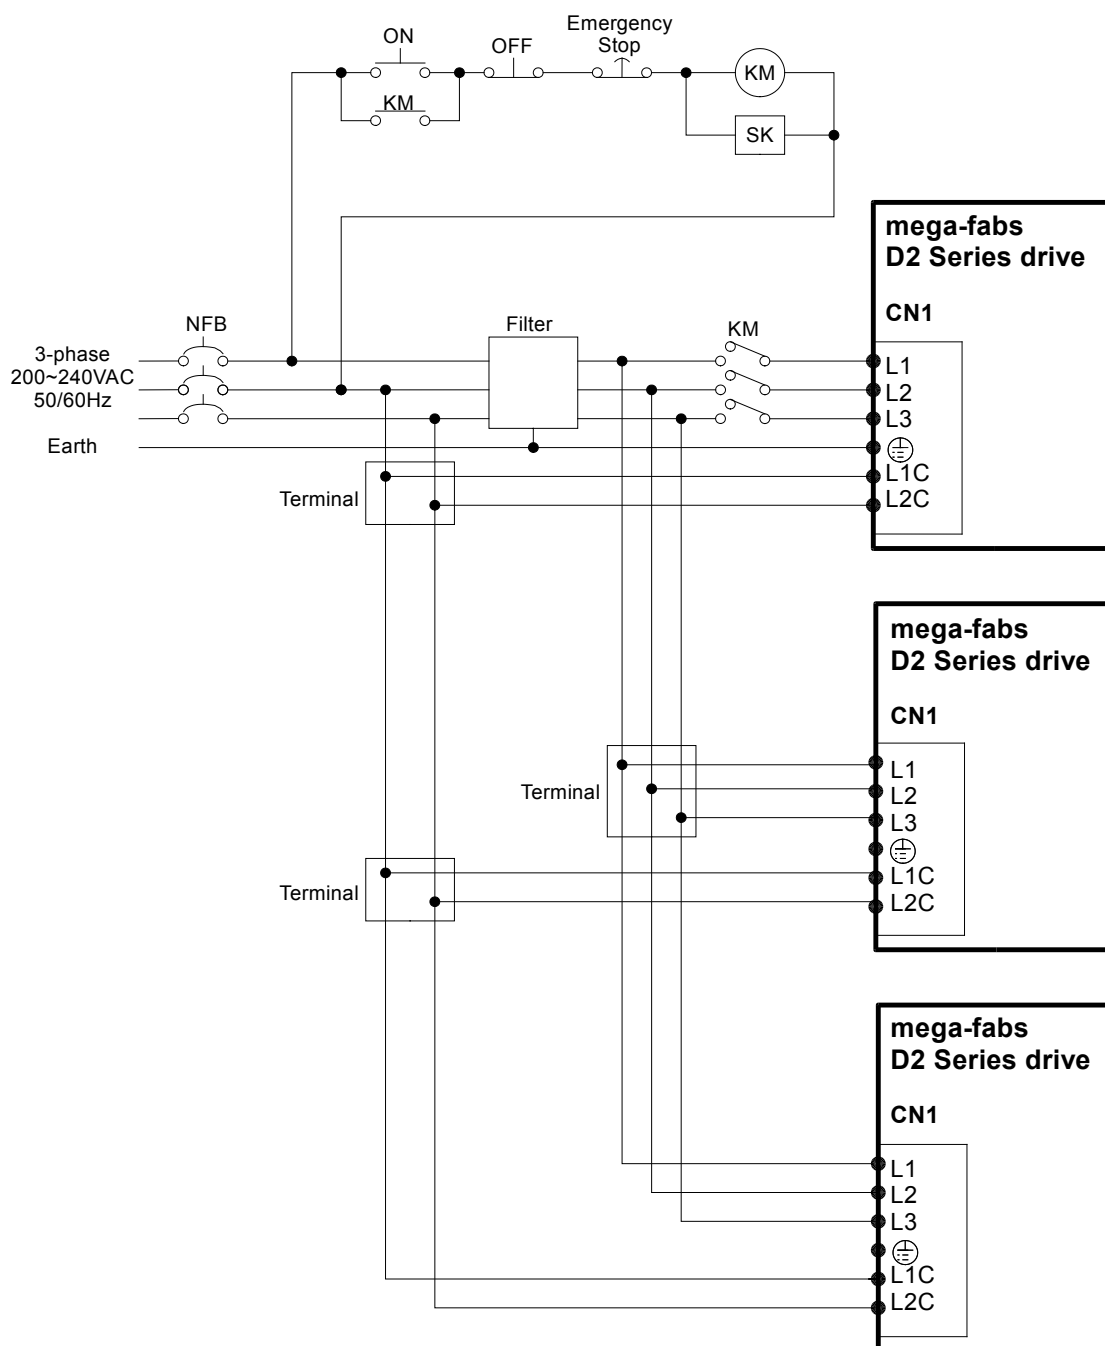 Emergency
Stop
ON
OFF
KM
KM
SK
mega-fabs
D2 Series drive
CN1
NFB
Filter
KM
3-phase
200~240VAC
50/60Hz
Earth
L1
L2
L3
L1C
L2C
Terminal
mega-fabs
D2 Series drive
CN1
L1
L2
L3
L1C
L2C
Terminal
Terminal
mega-fabs
D2 Series drive
CN1
L1
L2
L3
L1C
L2C